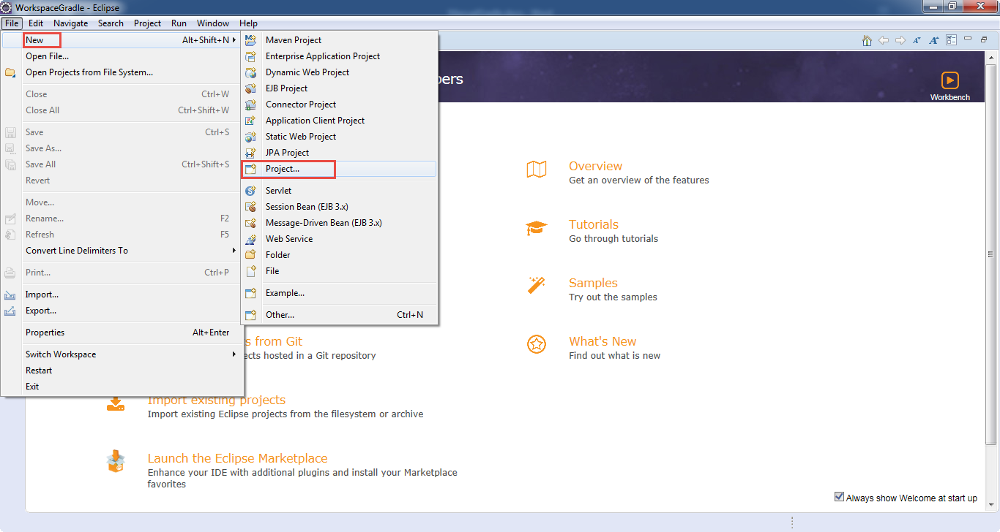 WorkspaceGradle - Eclipse
File Edit Navigate Search Project Run Window Help
New Alt+Shift+N
Open File...
Open Projects from File System...
Close Ctrl+W
Close All Ctrl+Shift+W
Save Ctrl+S
Save As...
Save All Ctrl+Shift+S
Revert
Move...
Rename... F2
Refresh F5
Convert Line Delimiters To
Print... Ctrl+P
Import...
Export...
Properties Alt+Enter
Switch Workspace
Restart
Exit
Maven Project
Enterprise Application Project
Dynamic Web Project
EJB Project
Connector Project
Application Client Project
Static Web Project
JPA Project
Project...
Servlet
Session Bean (EJB 3.x)
Message-Driven Bean (EJB 3.x)
Web Service
Folder
File
Example...
Other... Ctrl+N
pers
Workbench
s from Git
ects hosted in a Git repository
Import existing projects
Import existing Eclipse projects from the filesystem or archive
Launch the Eclipse Marketplace
Enhance your IDE with additional plugins and install your Marketplace
favorites
Overview
Get an overview of the features
Tutorials
Go through tutorials
Samples
Try out the samples
What's New
Find out what is new
Always show Welcome at start up